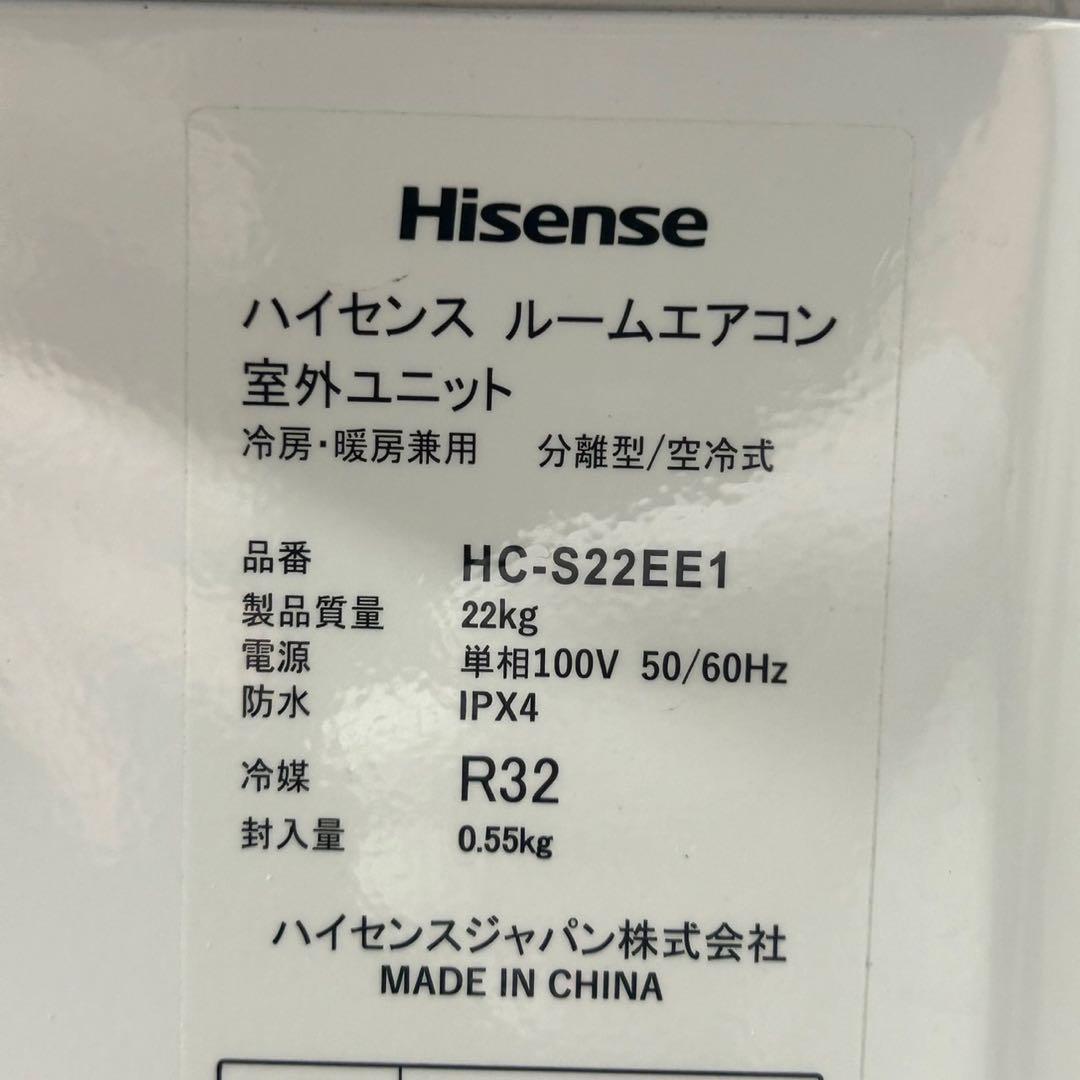 Hisense
ハイセンス ルームエアコン
室外ユニット
冷房・暖房兼用 分離型/空冷式
品番 HC-S22EE1
製品質量 22kg
電源 単相100V 50/60Hz
防水 IPX4
冷媒 R32
封入量 0.55kg
ハイセンスジャパン株式会社
MADE IN CHINA